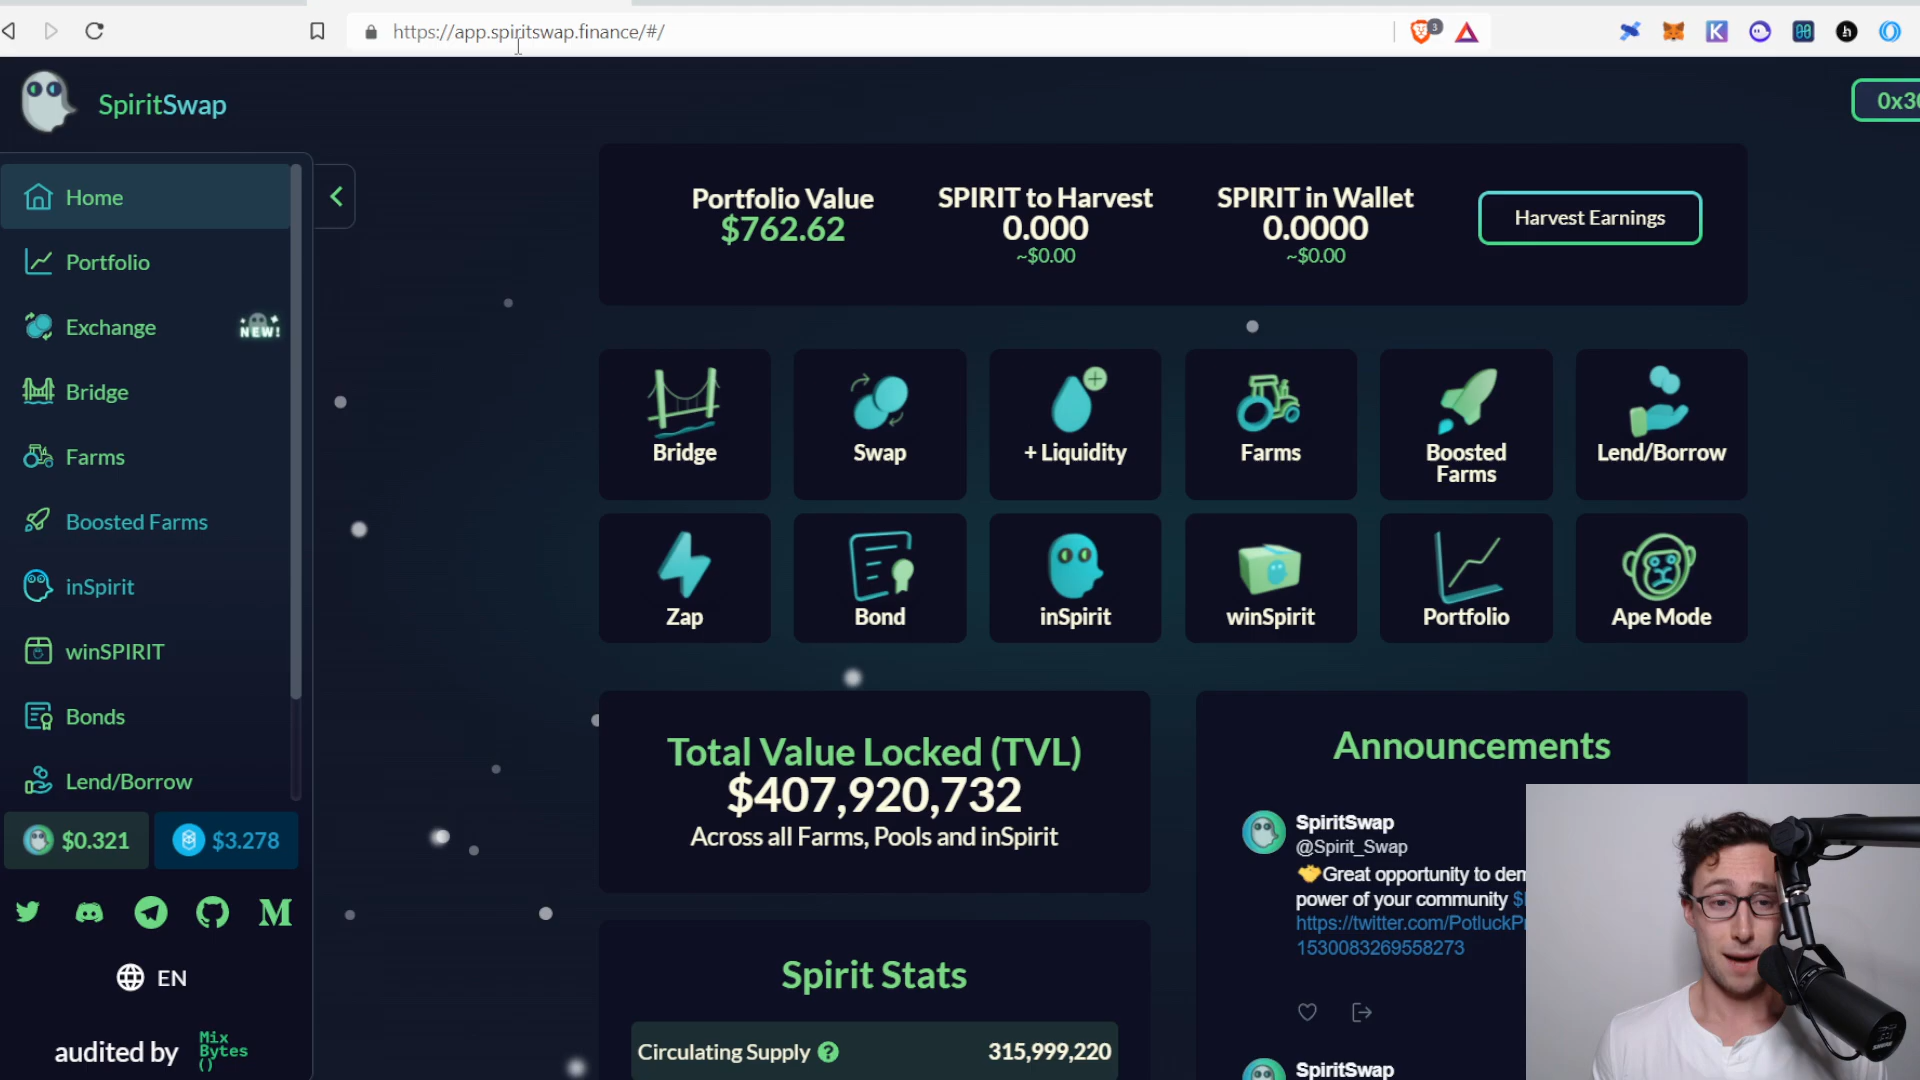 https://app.spiritswap.finance/#/
3
SpiritSwap
Home
Portfolio
Exchange
NEW!
Bridge
Farms
Boosted Farms
inSpirit
winSPIRIT
Bonds
Lend/Borrow
$0.321
$3.278
EN
audited by
Mix
Bytes
()
Portfolio Value
$762.62
SPIRIT to Harvest
0.000
~$0.00
SPIRIT in Wallet
0.0000
~$0.00
Harvest Earnings
Bridge
Swap
+ Liquidity
Farms
Boosted
Farms
Lend/Borrow
Zap
Bond
inSpirit
winSpirit
Portfolio
Ape Mode
Total Value Locked (TVL)
$407,920,732
Across all Farms, Pools and inSpirit
Spirit Stats
Circulating Supply ?
315,999,220
Announcements
SpiritSwap
@Spirit_Swap
Great opportunity to
power of your community
https://twitter.com/PotluckP
1530083269558273
SpiritSwap